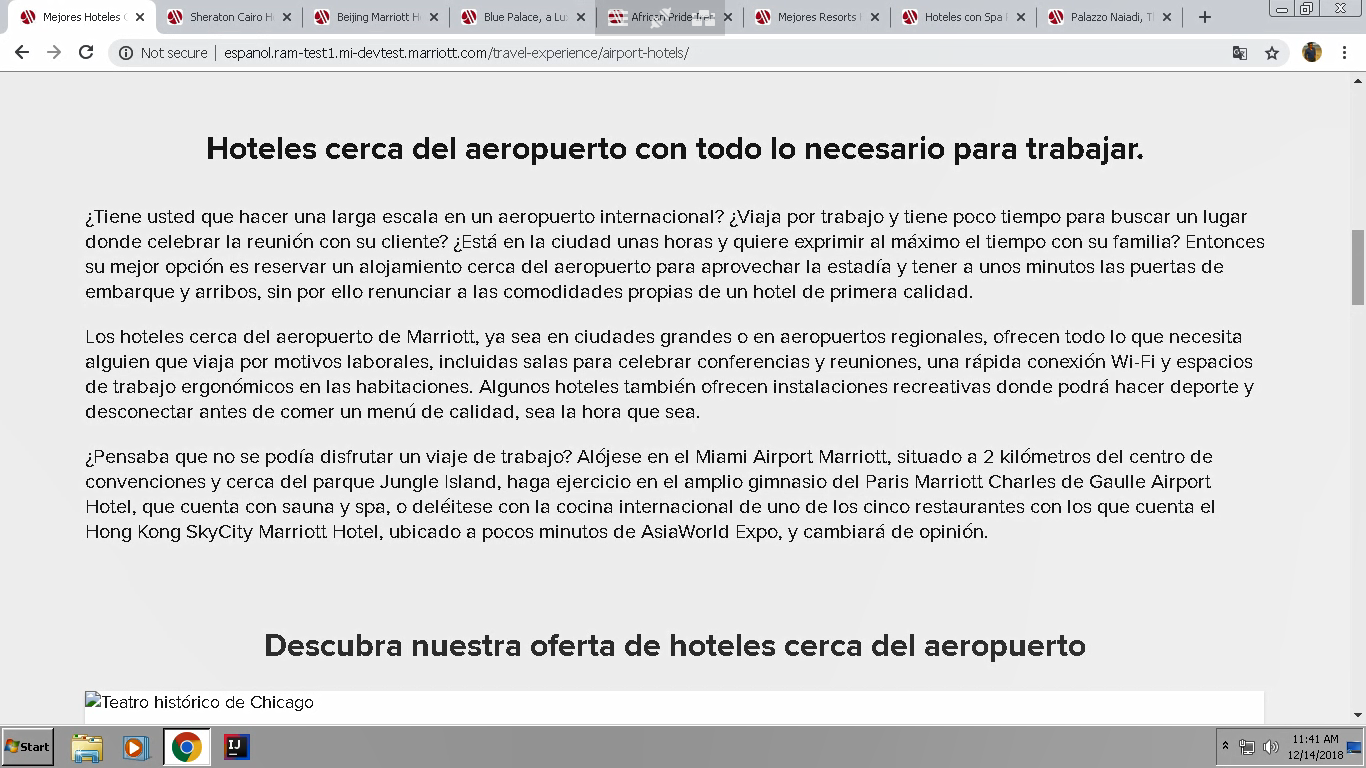 Mejores Hoteles C
Sheraton Cairo H
Beijing Marriott H
Blue Palace, a Lu
African Pride
Mejores Resorts
Hoteles con Spa
Palazzo Naiadi, T
Not secure | espanol.ram-test1.mi-devtest.marriott.com/travel-experience/airport-hotels/
Hoteles cerca del aeropuerto con todo lo necesario para trabajar.
¿Tiene usted que hacer una larga escala en un aeropuerto internacional? ¿Viaja por trabajo y tiene poco tiempo para buscar un lugar
donde celebrar la reunión con su cliente? ¿Está en la ciudad unas horas y quiere exprimir al máximo el tiempo con su familia? Entonces
su mejor opción es reservar un alojamiento cerca del aeropuerto para aprovechar la estadía y tener a unos minutos las puertas de
embarque y arribos, sin por ello renunciar a las comodidades propias de un hotel de primera calidad.
Los hoteles cerca del aeropuerto de Marriott, ya sea en ciudades grandes o en aeropuertos regionales, ofrecen todo lo que necesita
alguien que viaja por motivos laborales, incluidas salas para celebrar conferencias y reuniones, una rápida conexión Wi-Fi y espacios
de trabajo ergonómicos en las habitaciones. Algunos hoteles también ofrecen instalaciones recreativas donde podrá hacer deporte y
desconectar antes de comer un menú de calidad, sea la hora que sea.
¿Pensaba que no se podía disfrutar un viaje de trabajo? Alójese en el Miami Airport Marriott, situado a 2 kilómetros del centro de
convenciones y cerca del parque Jungle Island, haga ejercicio en el amplio gimnasio del Paris Marriott Charles de Gaulle Airport
Hotel, que cuenta con sauna y spa, o deléitese con la cocina internacional de uno de los cinco restaurantes con los que cuenta el
Hong Kong SkyCity Marriott Hotel, ubicado a pocos minutos de AsiaWorld Expo, y cambiará de opinión.
Descubra nuestra oferta de hoteles cerca del aeropuerto
Teatro histórico de Chicago
Start
IJ
11:41 AM
12/14/2018